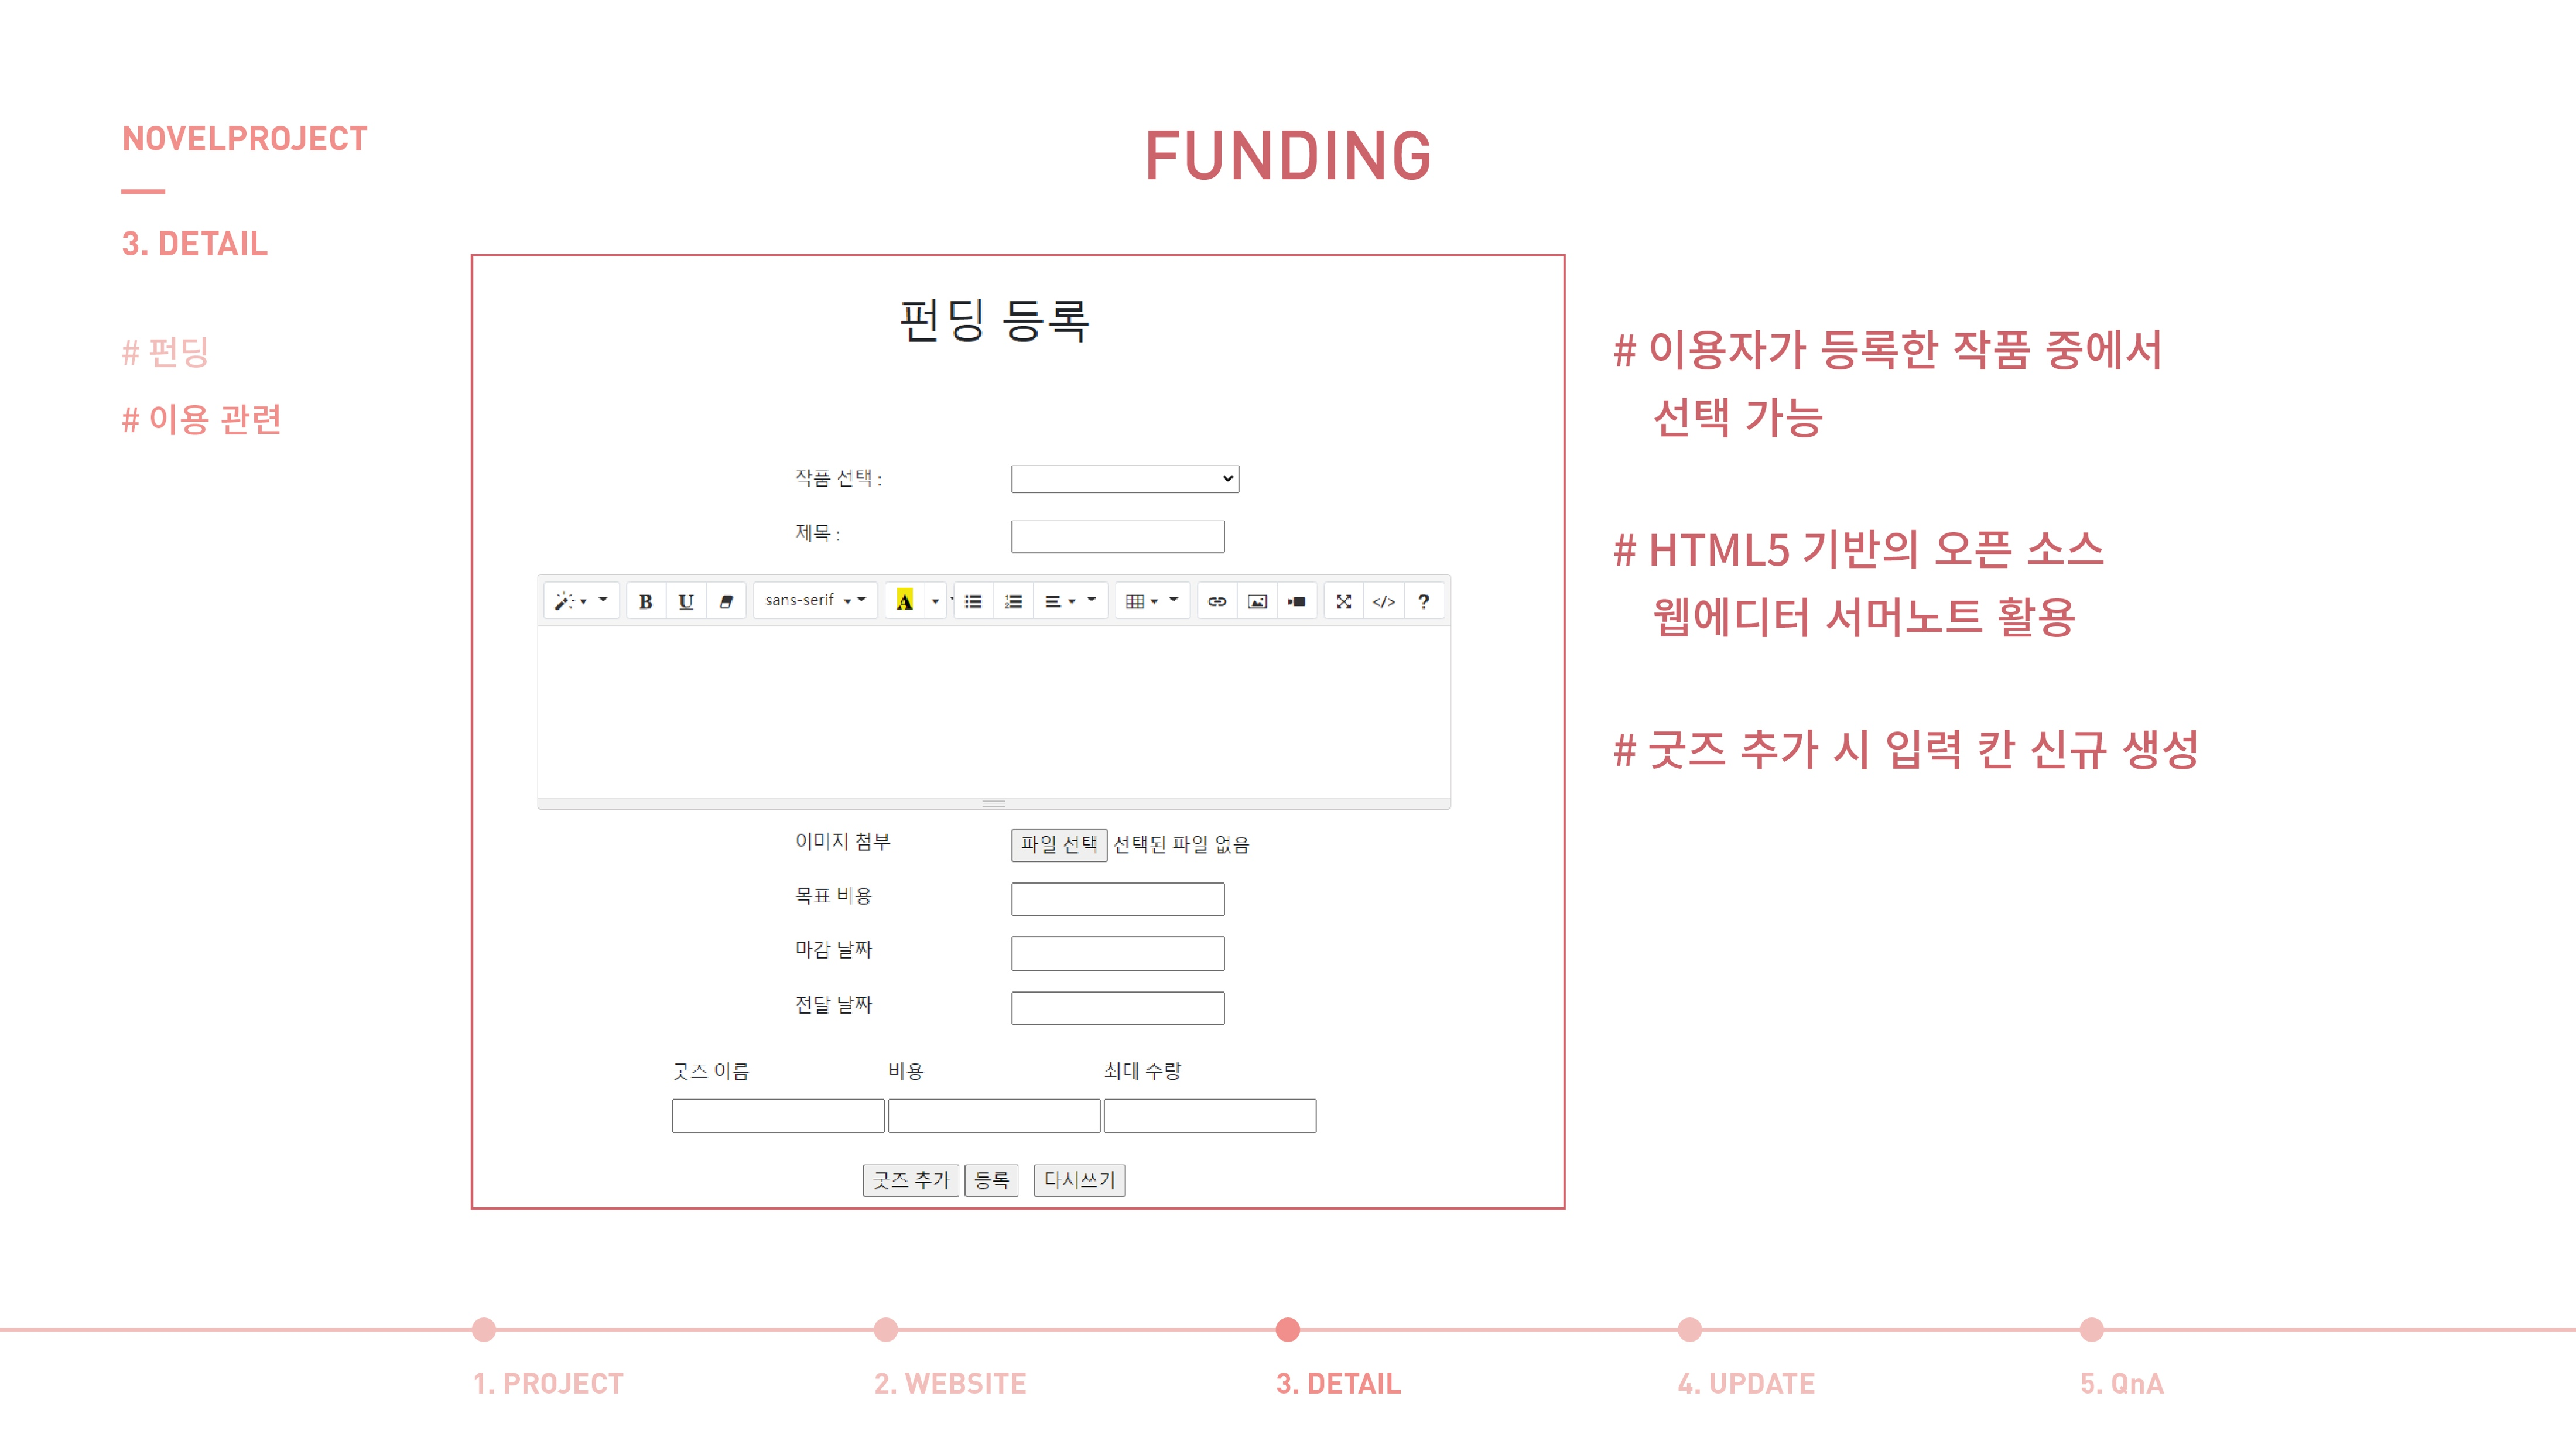 NOVELPROJECT
3. DETAIL
# 펀딩
# 이용 관련
FUNDING
펀딩 등록
작품 선택 :
제목 :
B U sans-serif A </> ?
이미지 첨부 파일 선택 선택된 파일 없음
목표 비용
마감 날짜
전달 날짜
굿즈 이름 비용 최대 수량
굿즈 추가 등록 다시쓰기
# 이용자가 등록한 작품 중에서
선택 가능
# HTML5 기반의 오픈 소스
웹에디터 서머노트 활용
# 굿즈 추가 시 입력 칸 신규 생성
1. PROJECT
2. WEBSITE
3. DETAIL
4. UPDATE
5. QnA